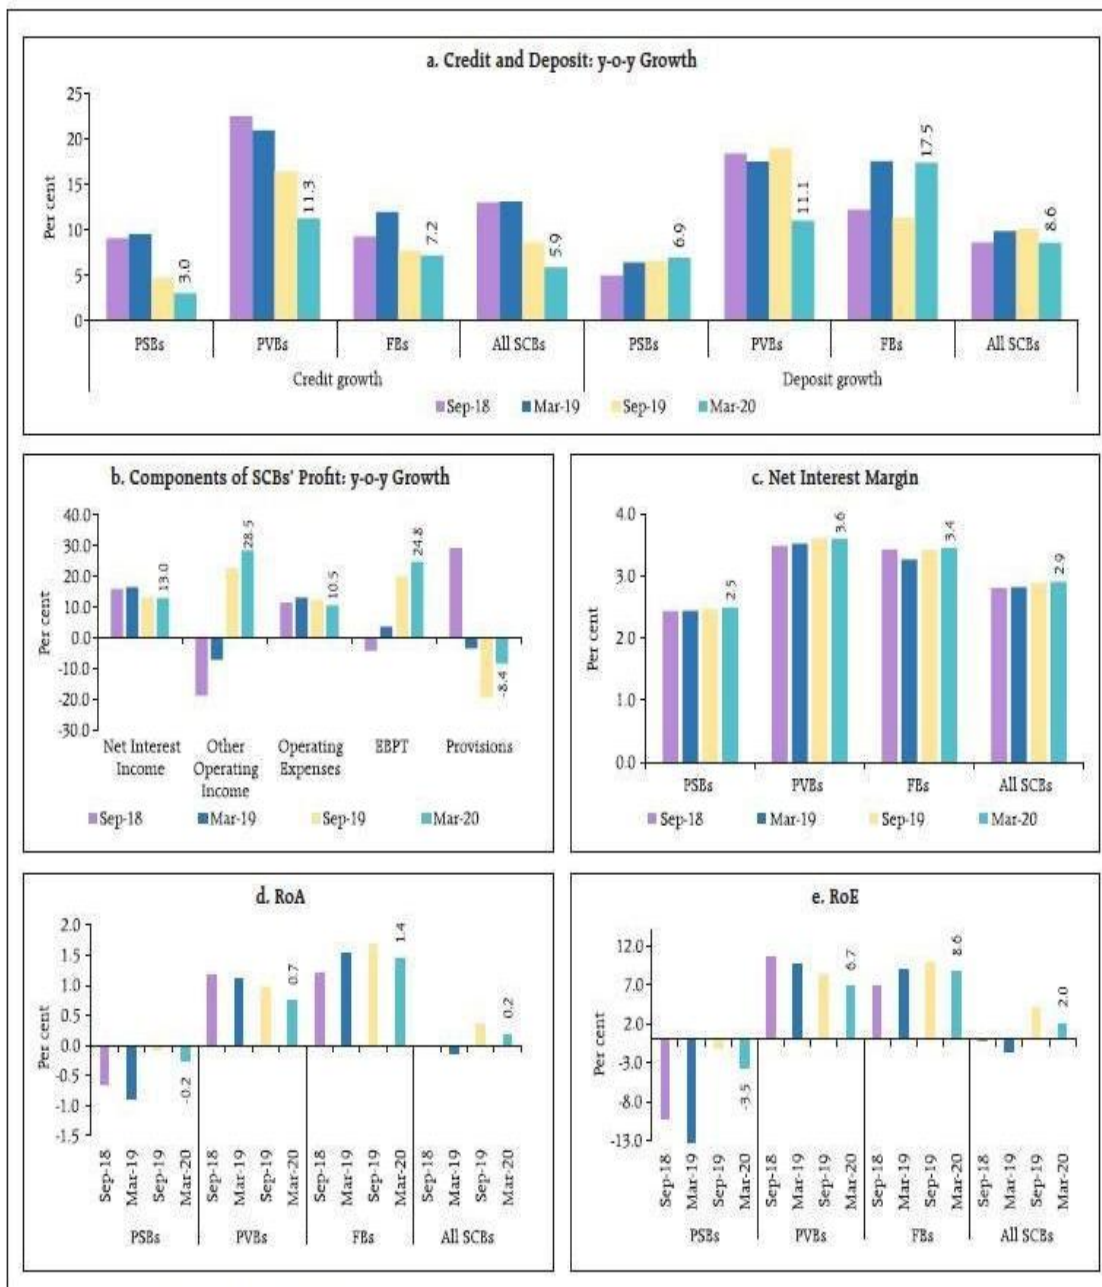 a. Credit and Deposit: y-o-y Growth
Per cent
25
20
15
10
5
0
3.0
11.3
7.2
5.9
6.9
11.1
17.5
8.6
PSBs PVBs FBs All SCBs PSBs PVBs FBs All SCBs
Credit growth Deposit growth
Sep-18 Mar-19 Sep-19 Mar-20
b. Components of SCBs' Profit: y-o-y Growth
Per cent
40.0
30.0
20.0
10.0
0.0
-10.0
-20.0
-30.0
13.0
28.5
10.5
24.8
-8.4
Net Interest Other Operating EBPT Provisions
Income Operating Expenses
Income
Sep-18 Mar-19 Sep-19 Mar-20
c. Net Interest Margin
Per cent
4.0
3.0
2.0
1.0
0.0
2.5
3.6
3.4
2.9
PSBs PVBs FBs All SCBs
Sep-18 Mar-19 Sep-19 Mar-20
d. RoA
Per cent
2.0
1.5
1.0
0.5
0.0
-0.5
-1.0
-1.5
-0.2
0.7
1.4
0.2
Sep-18 Mar-19 Sep-19 Mar-20 Sep-18 Mar-19 Sep-19 Mar-20 Sep-18 Mar-19 Sep-19 Mar-20 Sep-18 Mar-19 Sep-19 Mar-20
PSBs PVBs FBs All SCBs
e. RoE
Per cent
12.0
7.0
2.0
-3.0
-8.0
-13.0
-3.5
6.7
8.6
2.0
Sep-18 Mar-19 Sep-19 Mar-20 Sep-18 Mar-19 Sep-19 Mar-20 Sep-18 Mar-19 Sep-19 Mar-20 Sep-18 Mar-19 Sep-19 Mar-20
PSBs PVBs FBs All SCBs